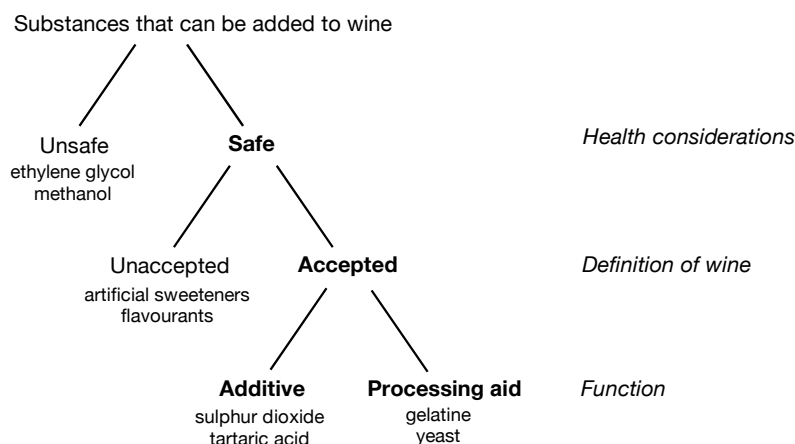 Substances that can be added to wine
Unsafe
ethylene glycol
methanol
Safe
Health considerations
Unaccepted
artificial sweeteners
flavourants
Accepted
Definition of wine
Additive
sulphur dioxide
tartaric acid
Processing aid
gelatine
yeast
Function